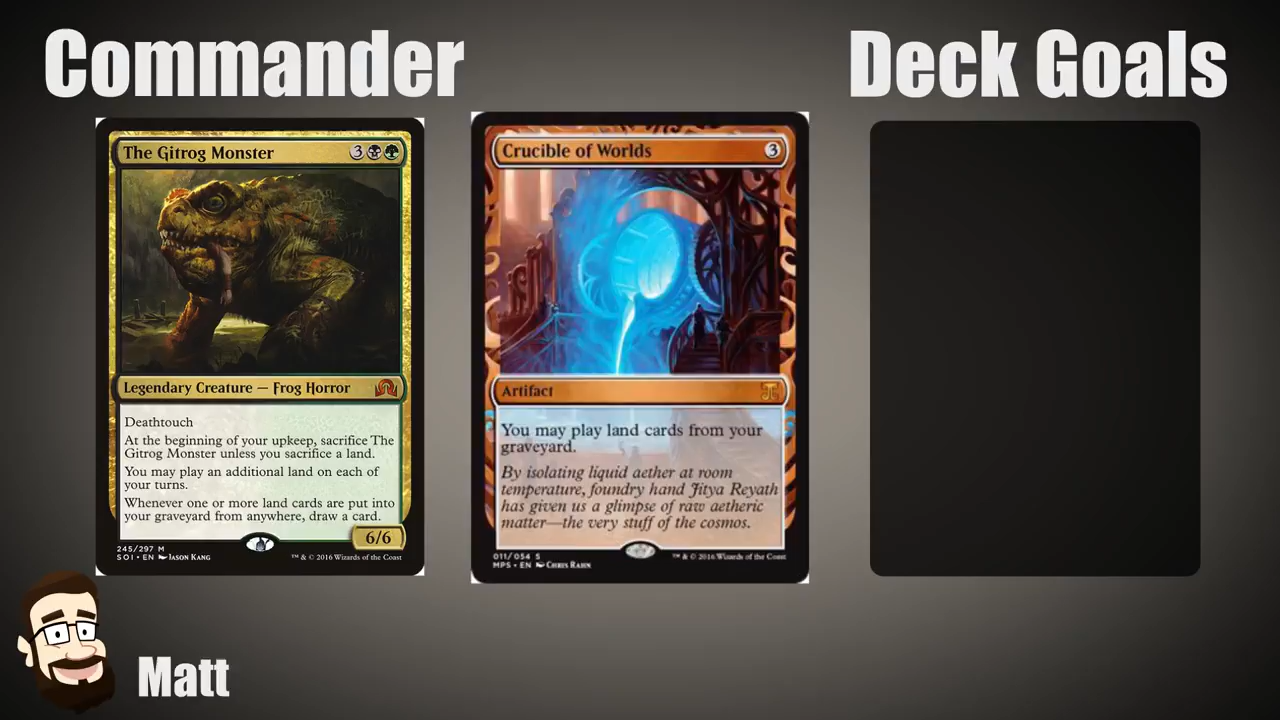 Commander
Deck Goals
The Gitrog Monster 3
Legendary Creature — Frog Horror
Deathtouch
At the beginning of your upkeep, sacrifice The
Gitrog Monster unless you sacrifice a land.
You may play an additional land on each of
your turns.
Whenever one or more land cards are put into
your graveyard from anywhere, draw a card.
6/6
245/297 M
SOI • EN JASON KANG
™ & © 2016 Wizards of the Coast
Crucible of Worlds 3
Artifact
You may play land cards from your
graveyard.
By isolating liquid aether at room
temperature, foundry hand Jitya Reyath
has given us a glimpse of raw aetheric
matter—the very stuff of the cosmos.
011/054 S
MPS • EN CHRIS RAHN
™ & © 2016 Wizards of the Coast
Matt